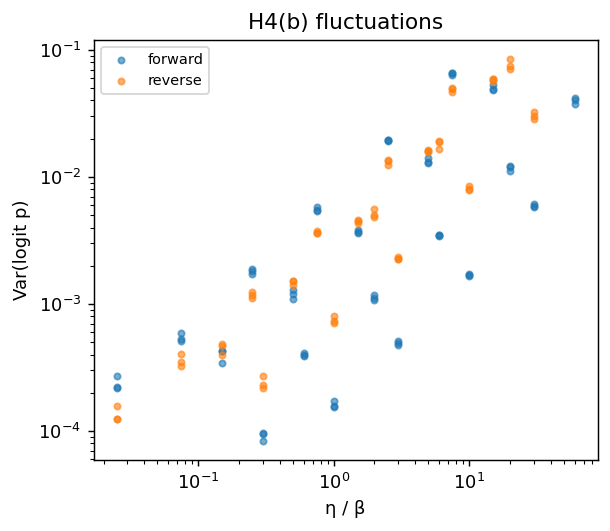 H4(b) fluctuations
forward
reverse
Var(logit p)
10⁻¹
10⁻²
10⁻³
10⁻⁴
10⁻¹
10⁰
10¹
η / β